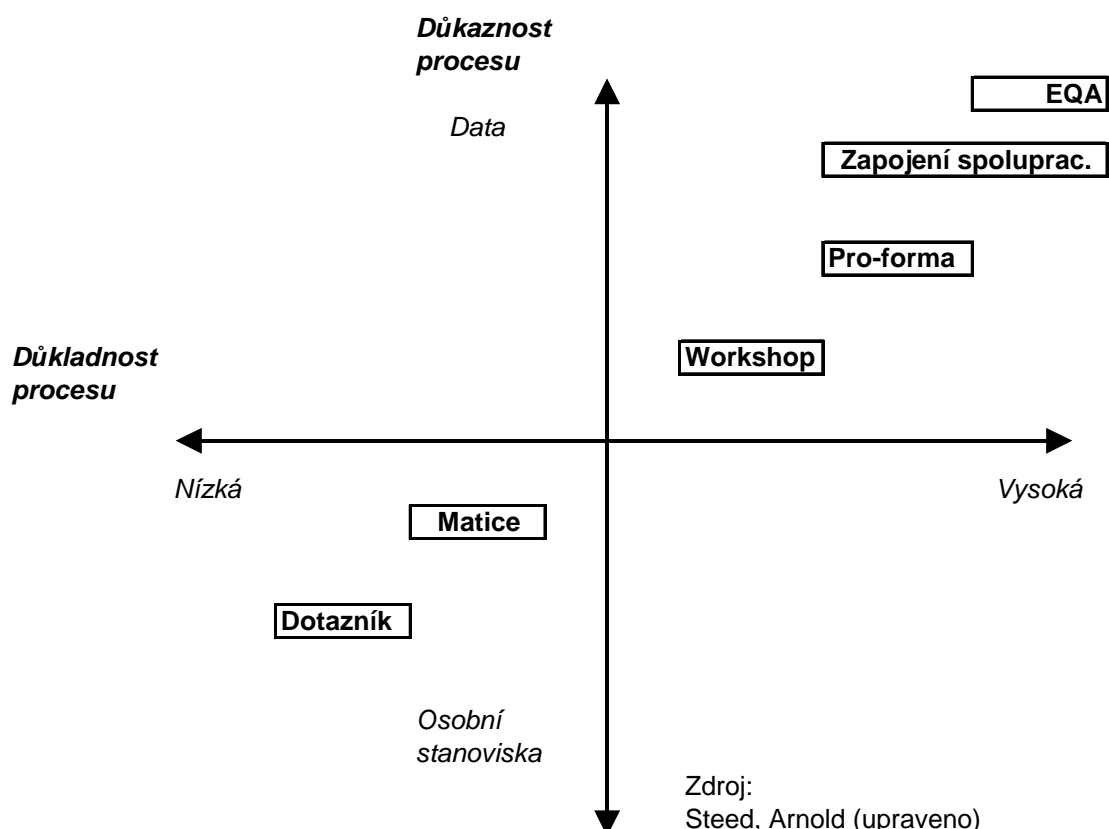 Důkaznost
procesu
Data
EQA
Zapojení spoluprac.
Pro-forma
Workshop
Důkladnost
procesu
Nízká
Vysoká
Matice
Dotazník
Osobní
stanoviska
Zdroj:
Steed, Arnold (upraveno)